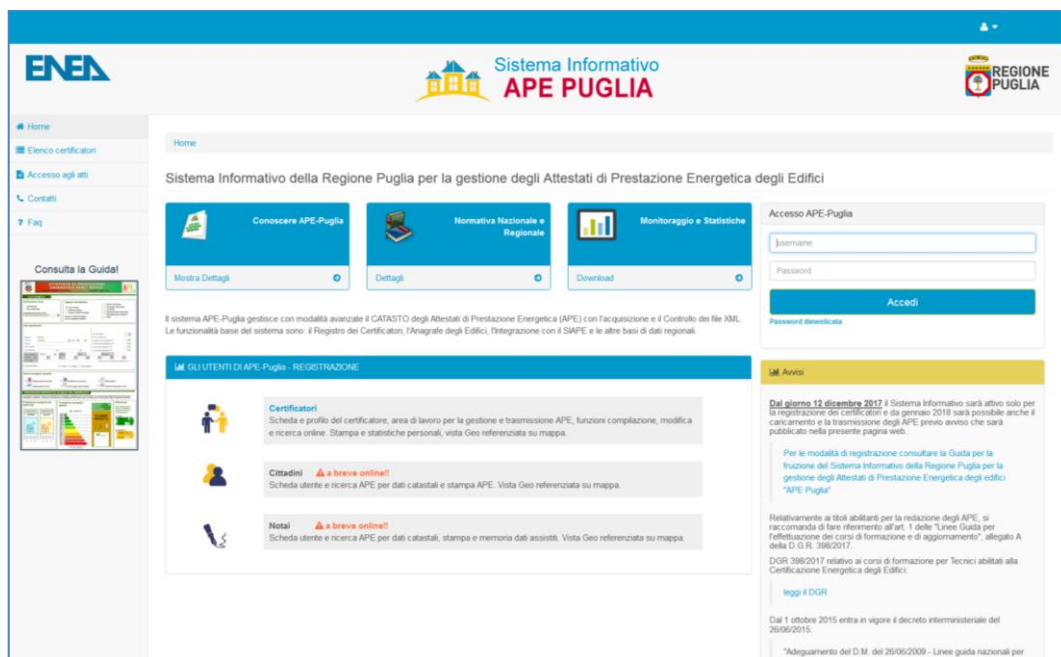 ENEA
Sistema Informativo
APE PUGLIA
REGIONE
PUGLIA
Home
Elenco certificatori
Accesso agli atti
Contatti
? Faq
Consulta la Guida!
Home
Sistema Informativo della Regione Puglia per la gestione degli Attestati di Prestazione Energetica degli Edifici
Conoscere APE-Puglia
Mostra Dettagli
Normativa Nazionale e
Regionale
Dettagli
Monitoraggio e Statistiche
Download
Il sistema APE-Puglia gestisce con modalità avanzate il CATASTO degli Attestati di Prestazione Energetica (APE) con l'acquisizione e il Controllo dei file XML.
Le funzionalità base del sistema sono: il Registro dei Certificatori, l'Anagrafe degli Edifici, l'Integrazione con il SIAPE e le altre basi di dati regionali.
GLI UTENTI DI APE-Puglia - REGISTRAZIONE
Certificatori
Scheda e profilo del certificatore, area di lavoro per la gestione e trasmissione APE, funzioni compilazione, modifica
e ricerca online. Stampa e statistiche personali, vista Geo referenziata su mappa.
Cittadini a breve online!!
Scheda utente e ricerca APE per dati catastali e stampa APE. Vista Geo referenziata su mappa.
Notai a breve online!!
Scheda utente e ricerca APE per dati catastali, stampa e memoria dati assistiti. Vista Geo referenziata su mappa.
Accesso APE-Puglia
username
Password
Accedi
Password dimenticata
Avvisi
Dal giorno 12 dicembre 2017 il Sistema Informativo sarà attivo solo per
la registrazione dei certificatori e da gennaio 2018 sarà possibile anche il
caricamento e la trasmissione degli APE previo avviso che sarà
pubblicato nella presente pagina web.
Per le modalità di registrazione consultare la Guida per la
fruizione del Sistema Informativo della Regione Puglia per la
gestione degli Attestati di Prestazione Energetica degli edifici
"APE Puglia"
Relativamente ai titoli abilitanti per la redazione degli APE, si
raccomanda di fare riferimento all'art. 1 delle "Linee Guida per
l'effettuazione dei corsi di formazione e di aggiornamento", allegato A
della D.G.R. 398/2017.
DGR 398/2017 relativo ai corsi di formazione per Tecnici abilitati alla
Certificazione Energetica degli Edifici:
leggi il DGR
Dal 1 ottobre 2015 entra in vigore il decreto interministeriale del
26/06/2015:
"Adeguamento del D.M. del 26/06/2009 - Linee guida nazionali per